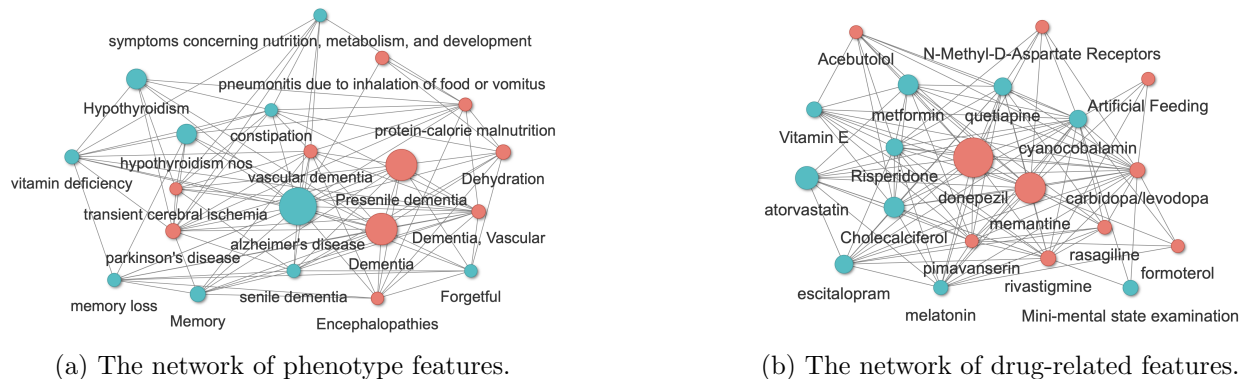 symptoms concerning nutrition, metabolism, and development
pneumonitis due to inhalation of food or vomitus
Hypothyroidism
constipation
protein-calorie malnutrition
hypothyroidism nos
vascular dementia
Dehydration
vitamin deficiency
Presenile dementia
transient cerebral ischemia
alzheimer's disease
Dementia, Vascular
parkinson's disease
Dementia
memory loss
senile dementia
Forgetful
Memory
Encephalopathies
(a) The network of phenotype features.
N-Methyl-D-Aspartate Receptors
Acebutolol
Artificial Feeding
metformin
quetiapine
Vitamin E
cyanocobalamin
Risperidone
donepezil
carbidopa/levodopa
atorvastatin
memantine
Cholecalciferol
rasagiline
pimavanserin
formoterol
rivastigmine
escitalopram
melatonin
Mini-mental state examination
(b) The network of drug-related features.